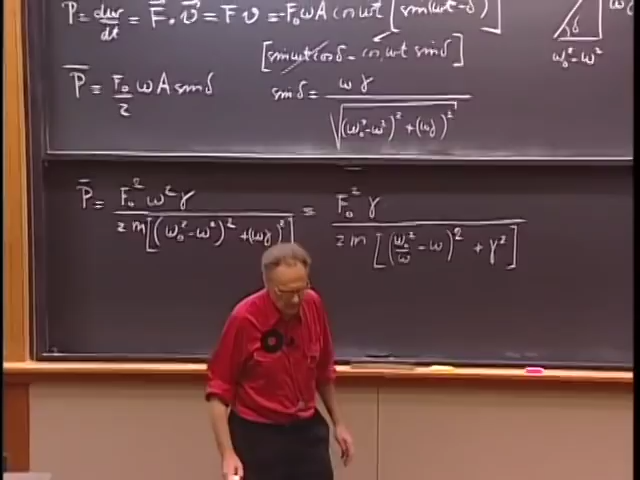 P = dw/dt = F⃗ · v⃗ = F v = -F₀ωA cos ωt [sin(ωt-δ)]
[sin ωt cos δ - cos ωt sin δ]
ω₀²-ω²
P̄ = F₀/2 ωA sin δ
sin δ = ωγ / √((ω₀²-ω²)² + (ωγ)²)
P̄ = F₀² ω² γ / 2m[(ω₀²-ω²)² + (ωγ)²] = F₀² γ / 2m[(ω₀²/ω - ω)² + γ²]